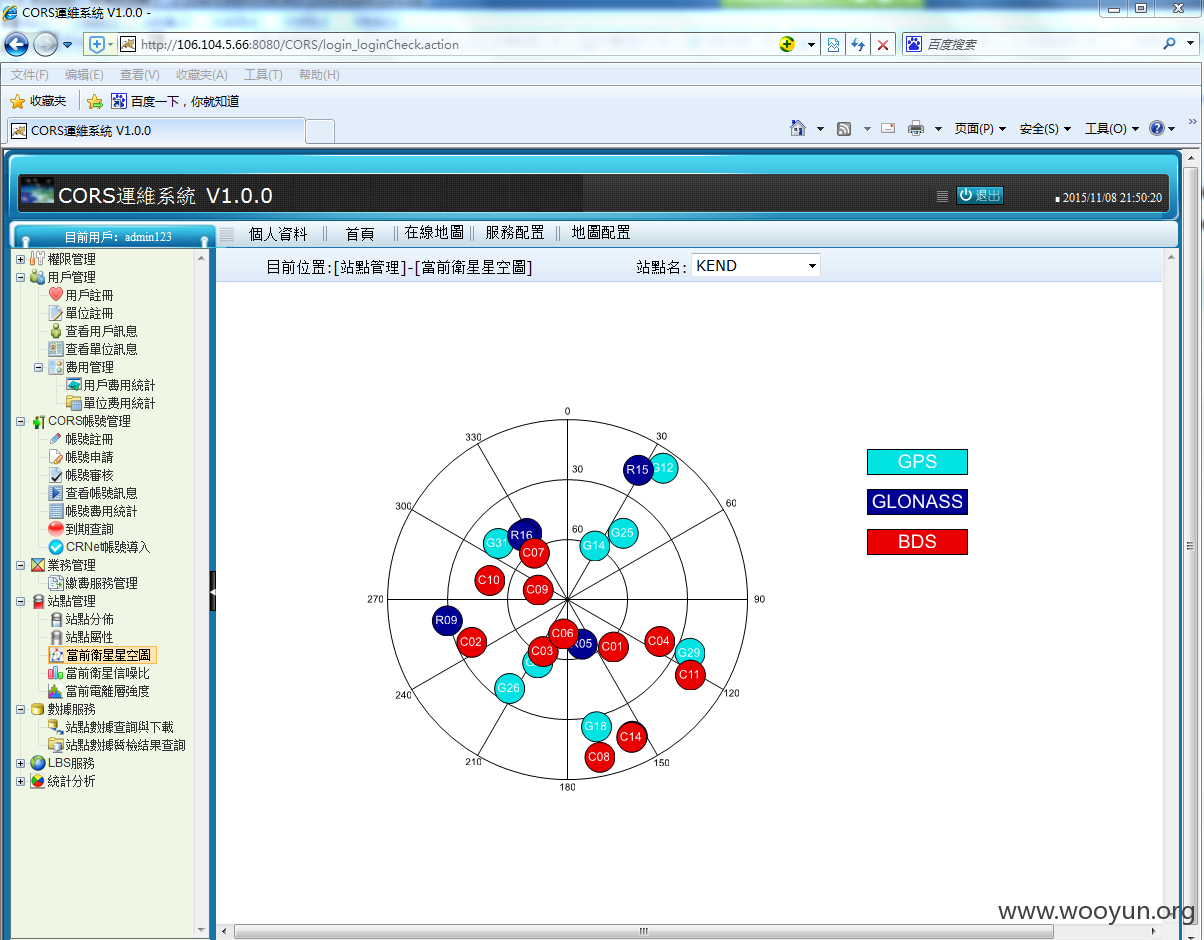 CORS運維系統 V1.0.0 -
http://106.104.5.66:8080/CORS/login_loginCheck.action
百度搜索
文件(F) 编辑(E) 查看(V) 收藏夹(A) 工具(T) 帮助(H)
收藏夹 百度一下，你就知道
CORS運維系統 V1.0.0
页面(P) 安全(S) 工具(O)
CORS運維系統 V1.0.0
退出
2015/11/08 21:50:20
目前用戶: admin123
個人資料 首頁 在線地圖 服務配置 地圖配置
目前位置:[站點管理]-[當前衛星星空圖]
站點名: KEND
權限管理
用戶管理
用戶註冊
單位註冊
查看用戶訊息
查看單位訊息
费用管理
用戶费用統計
單位费用統計
CORS帳號管理
帳號註冊
帳號申請
帳號審核
查看帳號訊息
帳號費用統計
到期查詢
CRNet帳號導入
業務管理
繳費服務管理
站點管理
站點分佈
站點屬性
當前衛星星空圖
當前衛星信噪比
當前電離層強度
數據服務
站點數據查詢與下載
站點數據質檢結果查詢
LBS服務
統計分析
0
330
30
R15 G12
30
300
60
R16
60
G25
G31
C07
G14
C10
C09
270
90
R09
C06
C02
C03
R05
C01
C04
G29
C11
G26
240
120
G18
C14
C08
210
150
180
GPS
GLONASS
BDS
www.wooyun.org